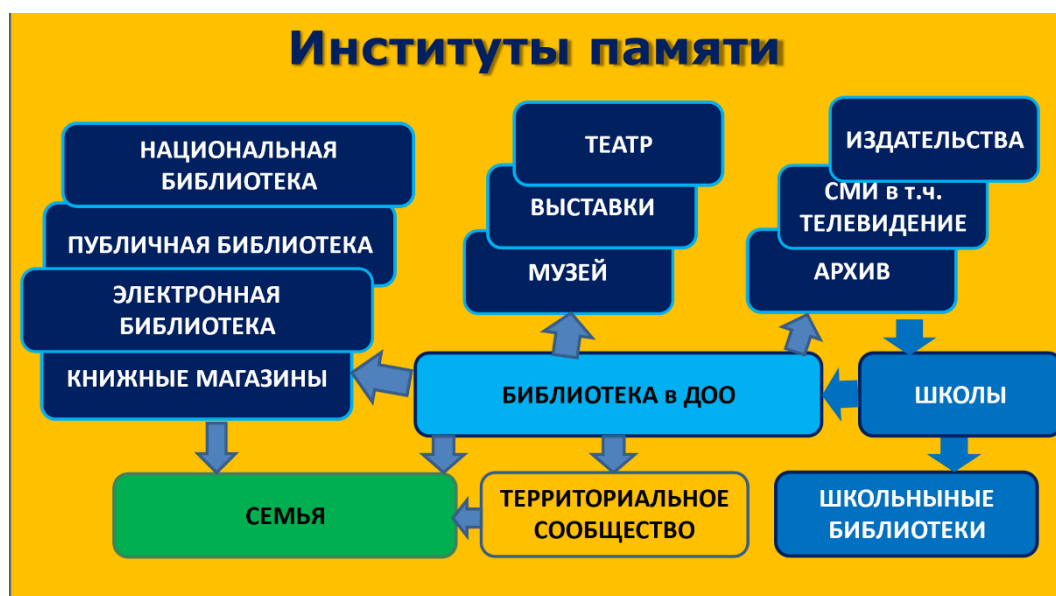 Институты памяти
НАЦИОНАЛЬНАЯ
БИБЛИОТЕКА
ПУБЛИЧНАЯ БИБЛИОТЕКА
ЭЛЕКТРОННАЯ
БИБЛИОТЕКА
КНИЖНЫЕ МАГАЗИНЫ
ТЕАТР
ВЫСТАВКИ
МУЗЕЙ
ИЗДАТЕЛЬСТВА
СМИ в т.ч.
ТЕЛЕВИДЕНИЕ
АРХИВ
БИБЛИОТЕКА в ДОО
ШКОЛЫ
СЕМЬЯ
ТЕРРИТОРИАЛЬНОЕ
СООБЩЕСТВО
ШКОЛЬНЫНЫЕ
БИБЛИОТЕКИ